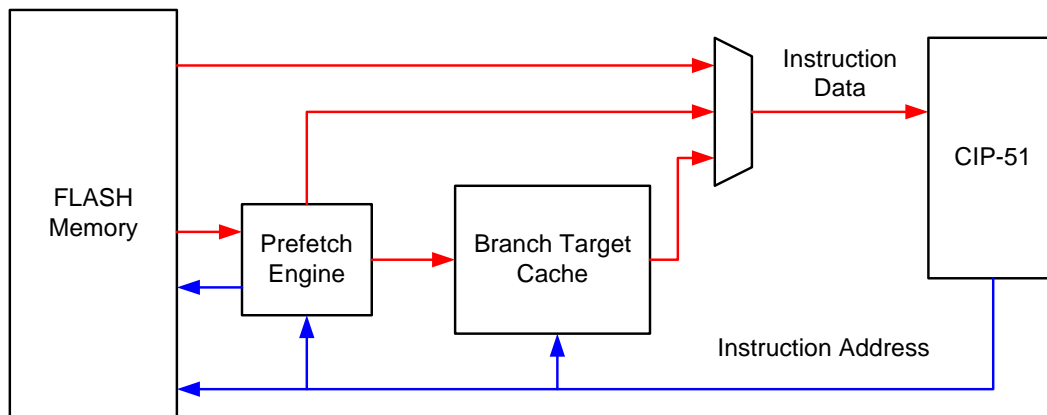 FLASH
Memory
Prefetch
Engine
Branch Target
Cache
Instruction
Data
CIP-51
Instruction Address